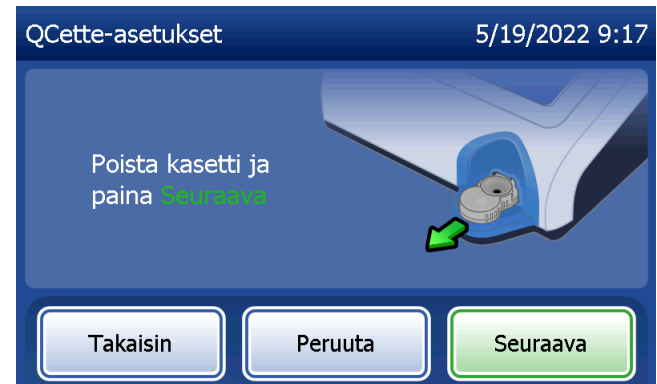 QCette-asetukset 5/19/2022 9:17
Poista kasetti ja
paina Seuraava
Takaisin Peruuta Seuraava